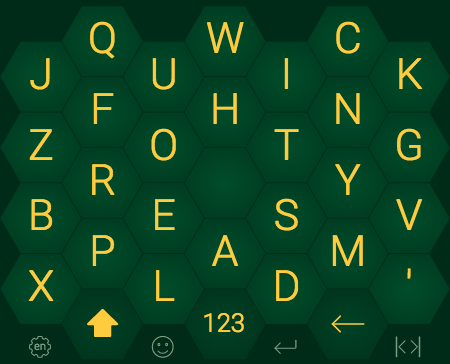 Q W C
J U I K
F H N
Z O T G
R Y
B E S V
P A M
X L D '
123
en